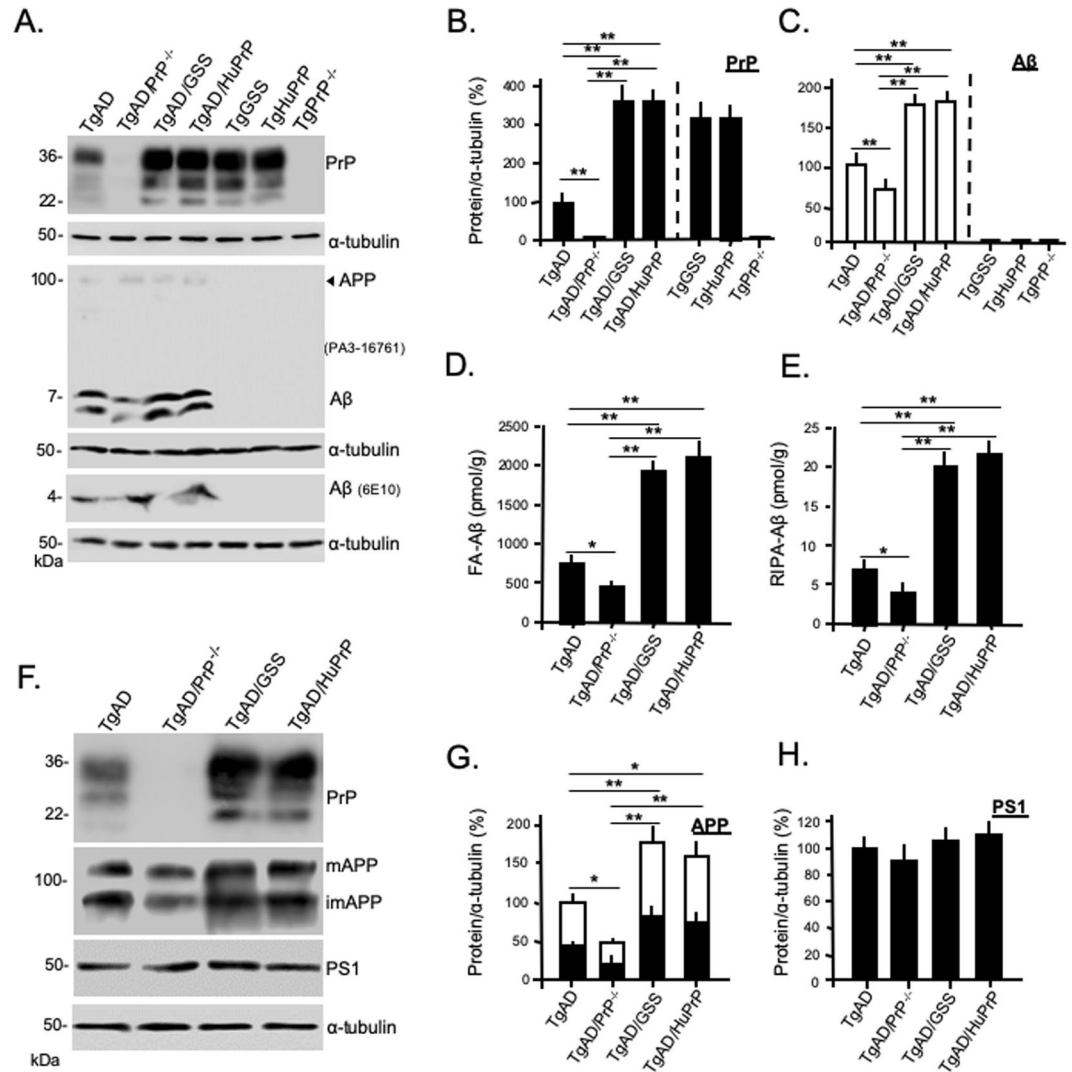 A.
TgAD
TgAD/PrP-/-
TgAD/GSS
TgAD/HuPrP
TgGSS
TgHuPrP
TgPrP-/-
36-
PrP
22-
50-
α-tubulin
100-
◄ APP
(PA3-16761)
7-
Aβ
50-
α-tubulin
4-
Aβ (6E10)
50-
α-tubulin
kDa
B.
PrP
**
**
**
**
**
Protein/α-tubulin (%)
400
300
200
100
0
TgAD
TgAD/PrP-/-
TgAD/GSS
TgAD/HuPrP
TgGSS
TgHuPrP
TgPrP-/-
C.
Aβ
**
**
**
**
**
200
150
100
50
0
TgAD
TgAD/PrP-/-
TgAD/GSS
TgAD/HuPrP
TgGSS
TgHuPrP
TgPrP-/-
D.
**
**
**
**
*
FA-Aβ (pmol/g)
2500
2000
1500
1000
500
0
TgAD
TgAD/PrP-/-
TgAD/GSS
TgAD/HuPrP
E.
**
**
**
**
*
RIPA-Aβ (pmol/g)
25
20
15
10
5
0
TgAD
TgAD/PrP-/-
TgAD/GSS
TgAD/HuPrP
F.
TgAD
TgAD/PrP-/-
TgAD/GSS
TgAD/HuPrP
36-
PrP
22-
mAPP
100-
imAPP
50-
PS1
50-
α-tubulin
kDa
G.
APP
*
**
**
**
*
Protein/α-tubulin (%)
200
150
100
50
0
TgAD
TgAD/PrP-/-
TgAD/GSS
TgAD/HuPrP
H.
PS1
Protein/α-tubulin (%)
120
100
80
60
40
20
0
TgAD
TgAD/PrP-/-
TgAD/GSS
TgAD/HuPrP